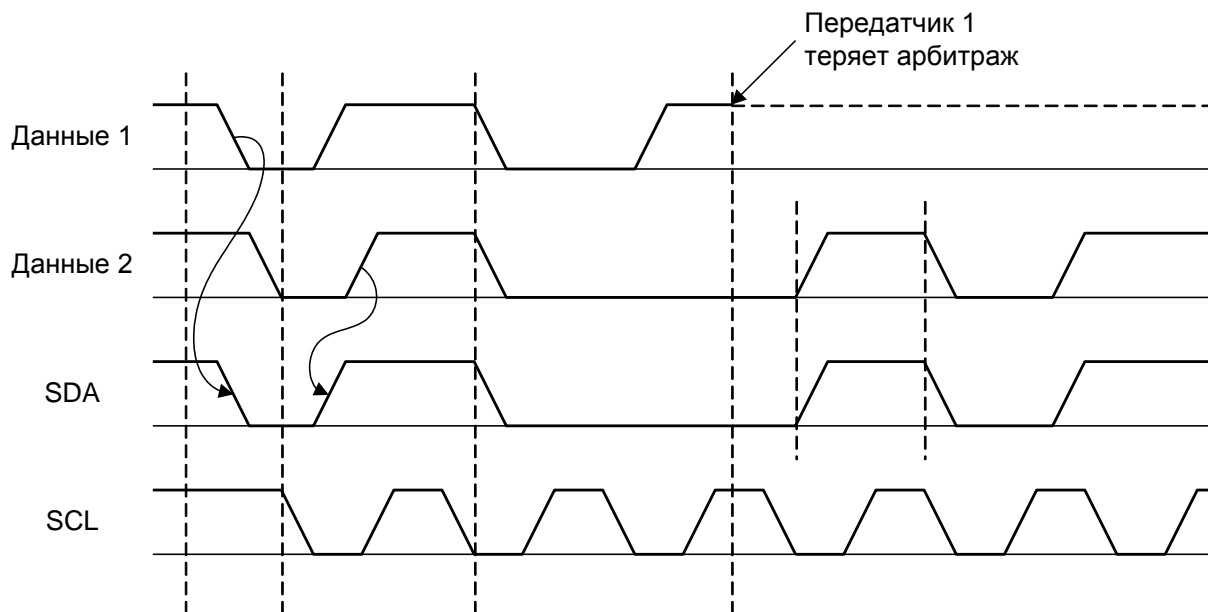 Передатчик 1
теряет арбитраж
Данные 1
Данные 2
SDA
SCL